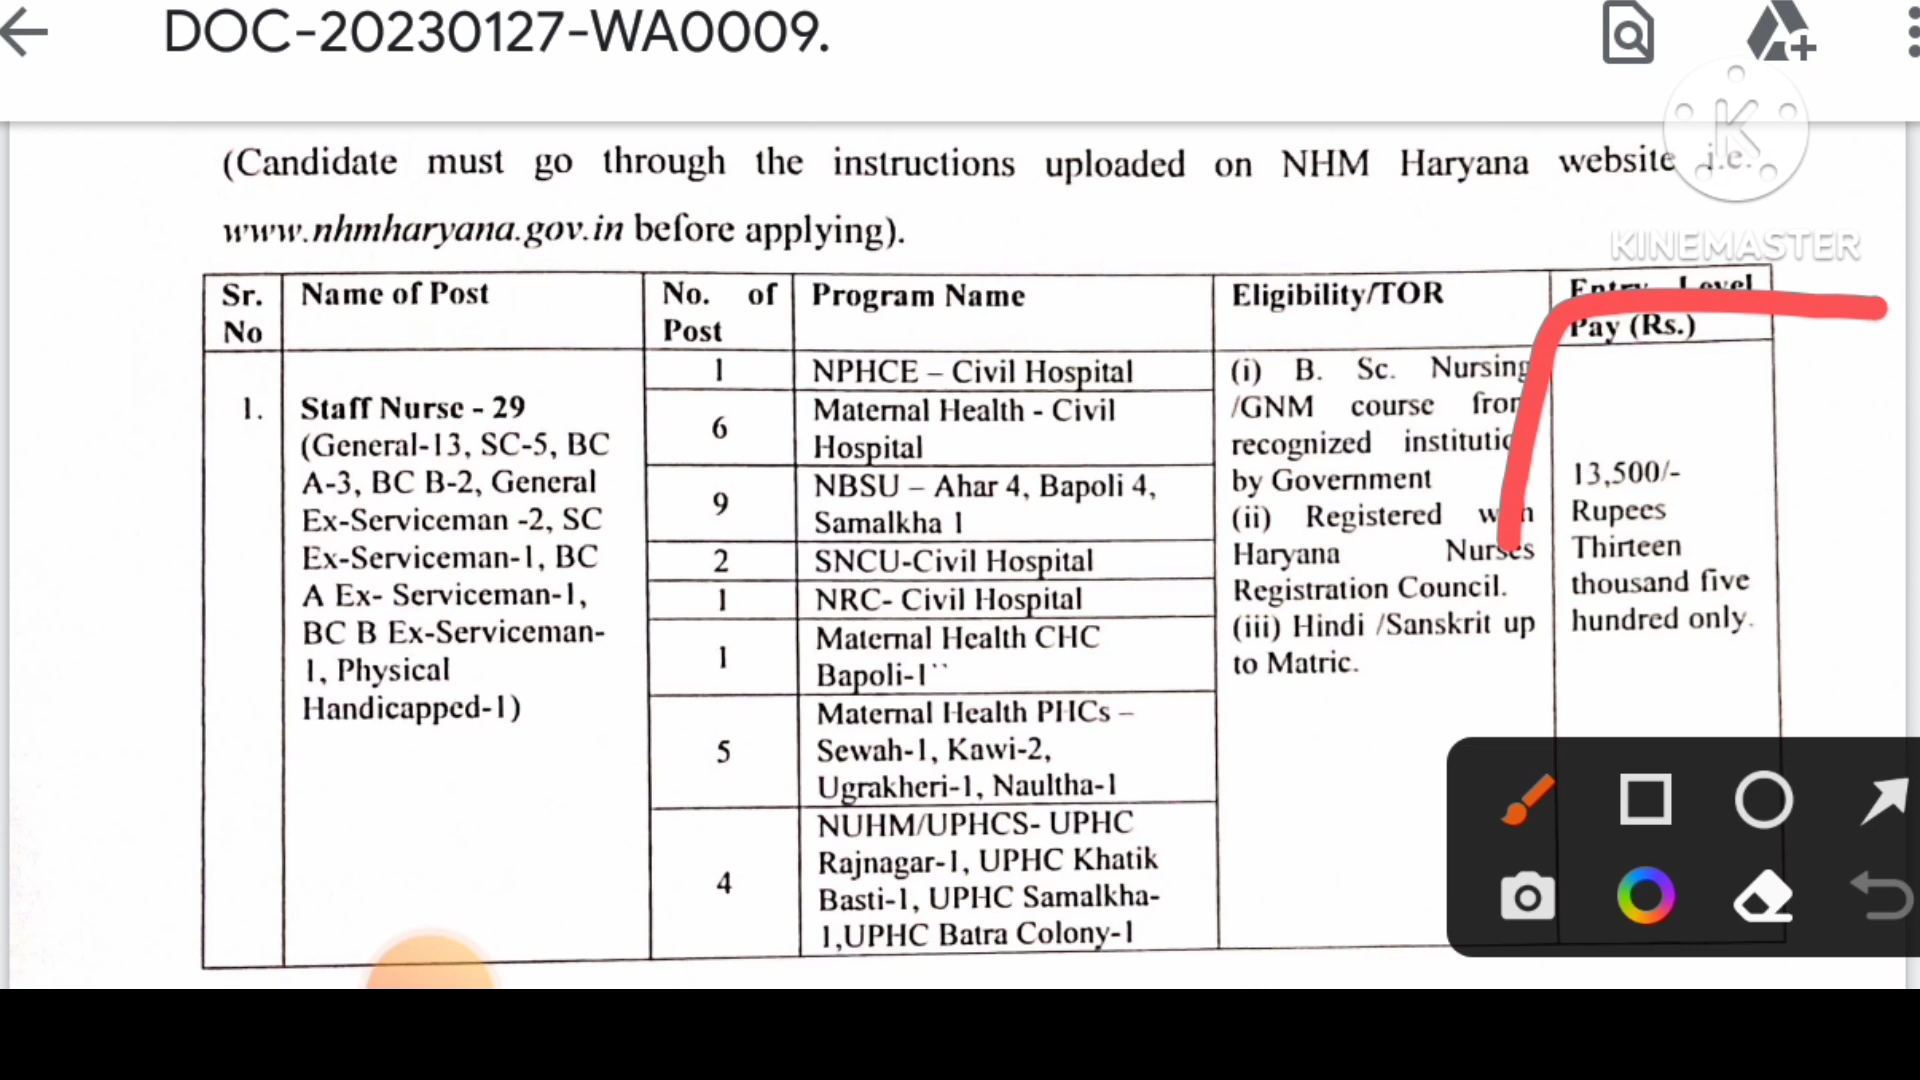 DOC-20230127-WA0009.
KINEMASTER
(Candidate must go through the instructions uploaded on NHM Haryana website i.e.
www.nhmharyana.gov.in before applying).
Sr. No
Name of Post
No. of Post
Program Name
Eligibility/TOR
Entry Level
Pay (Rs.)
1.
Staff Nurse - 29
(General-13, SC-5, BC
A-3, BC B-2, General
Ex-Serviceman -2, SC
Ex-Serviceman-1, BC
A Ex- Serviceman-1,
BC B Ex-Serviceman-
1, Physical
Handicapped-1)
1
NPHCE – Civil Hospital
6
Maternal Health - Civil
Hospital
9
NBSU – Ahar 4, Bapoli 4,
Samalkha 1
2
SNCU-Civil Hospital
1
NRC- Civil Hospital
1
Maternal Health CHC
Bapoli-1``
5
Maternal Health PHCs –
Sewah-1, Kawi-2,
Ugrakheri-1, Naultha-1
4
NUHM/UPHCS- UPHC
Rajnagar-1, UPHC Khatik
Basti-1, UPHC Samalkha-
1,UPHC Batra Colony-1
(i) B. Sc. Nursing
/GNM course from
recognized institution
by Government
(ii) Registered with
Haryana Nurses
Registration Council.
(iii) Hindi /Sanskrit up
to Matric.
13,500/-
Rupees
Thirteen
thousand five
hundred only.